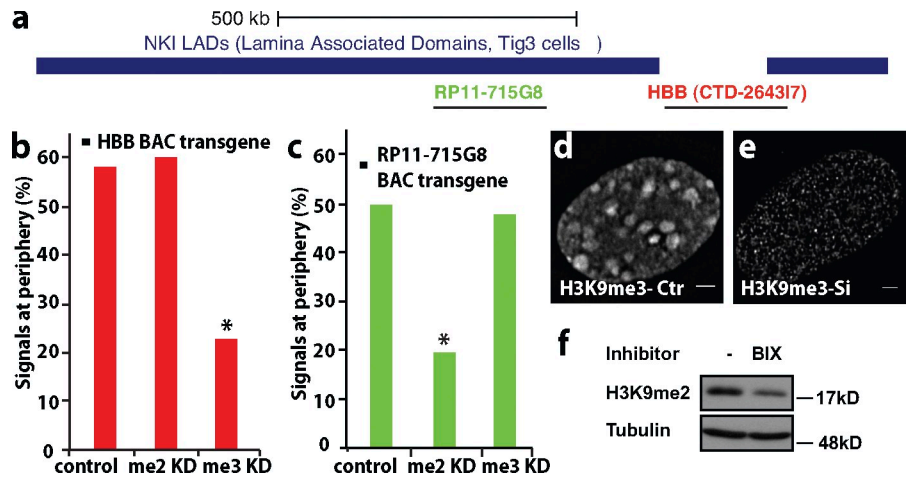 a
500 kb
NKI LADs (Lamina Associated Domains, Tig3 cells )
RP11-715G8 HBB (CTD-2643I7)
b
HBB BAC transgene
Signals at periphery (%)
60
50
40
30
20
10
0
control me2 KD me3 KD
c
RP11-715G8
BAC transgene
Signals at periphery (%)
60
50
40
30
20
10
0
control me2 KD me3 KD
*
*
d
H3K9me3- Ctr
e
H3K9me3-Si
f
Inhibitor - BIX
H3K9me2 17kD
Tubulin 48kD